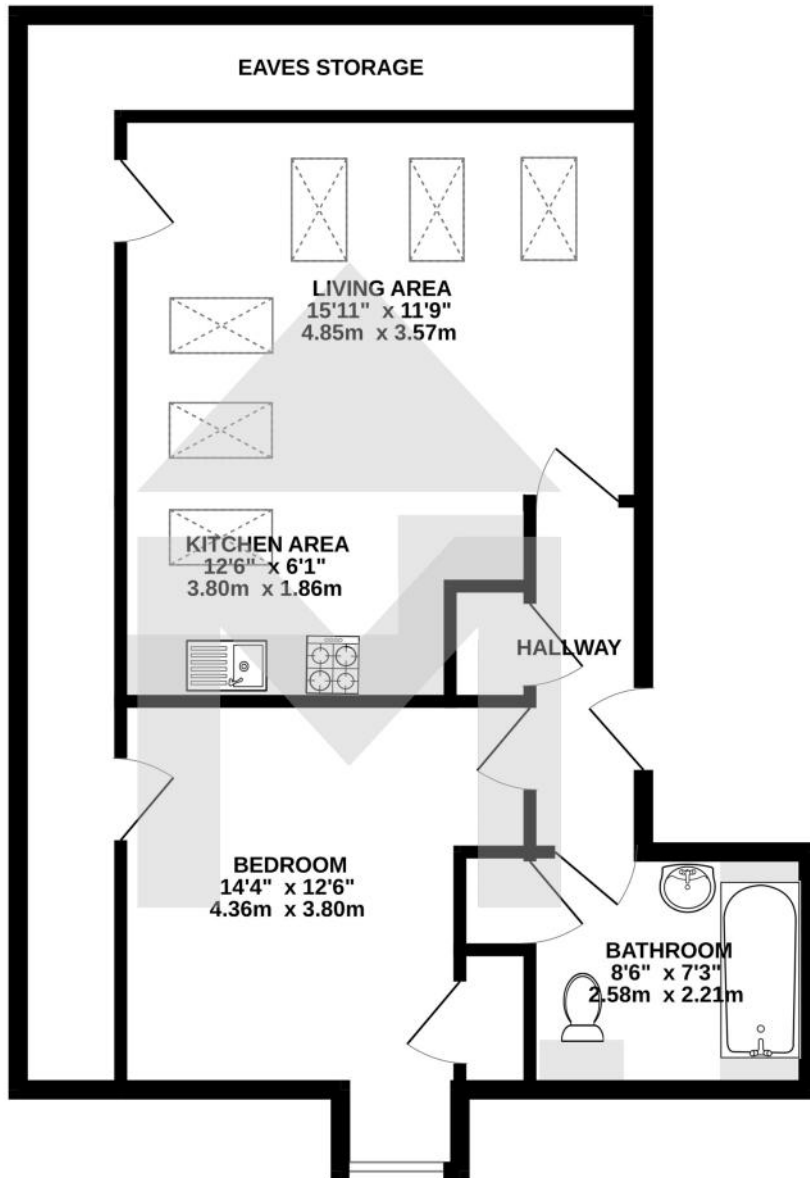 EAVES STORAGE
LIVING AREA
15'11" x 11'9"
4.85m x 3.57m
KITCHEN AREA
12'6" x 6'1"
3.80m x 1.86m
HALLWAY
BEDROOM
14'4" x 12'6"
4.36m x 3.80m
BATHROOM
8'6" x 7'3"
2.58m x 2.21m